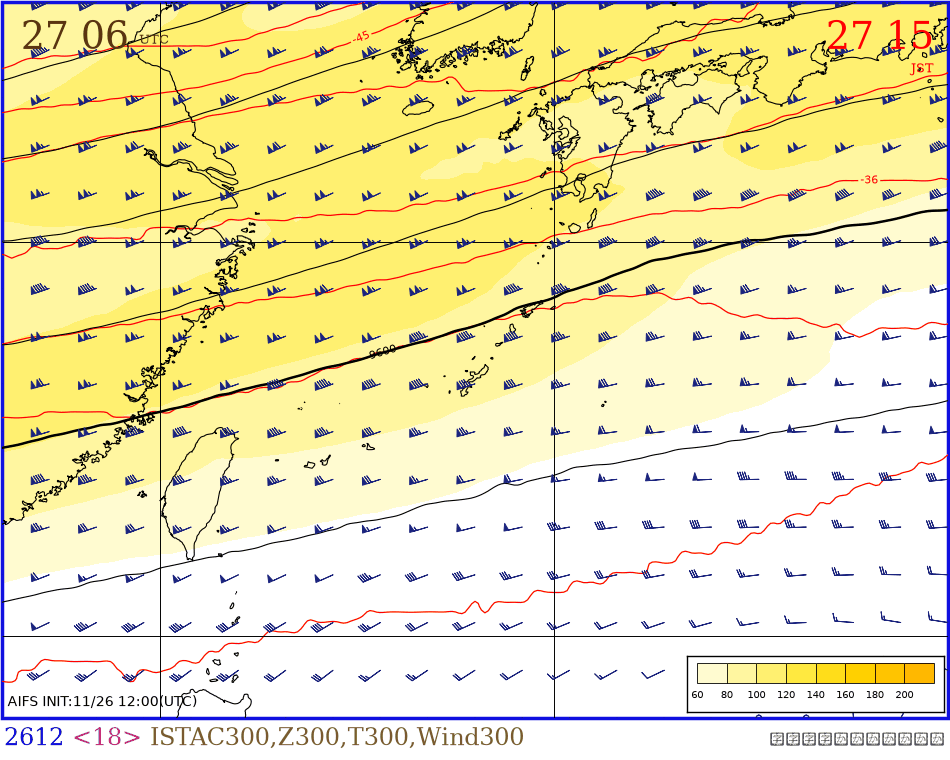 27 06 UTC
27 15 JST
-45
-36
9600
60 80 100 120 140 160 180 200
AIFS INIT:11/26 12:00(UTC)
2612 <18> ISTAC300,Z300,T300,Wind300